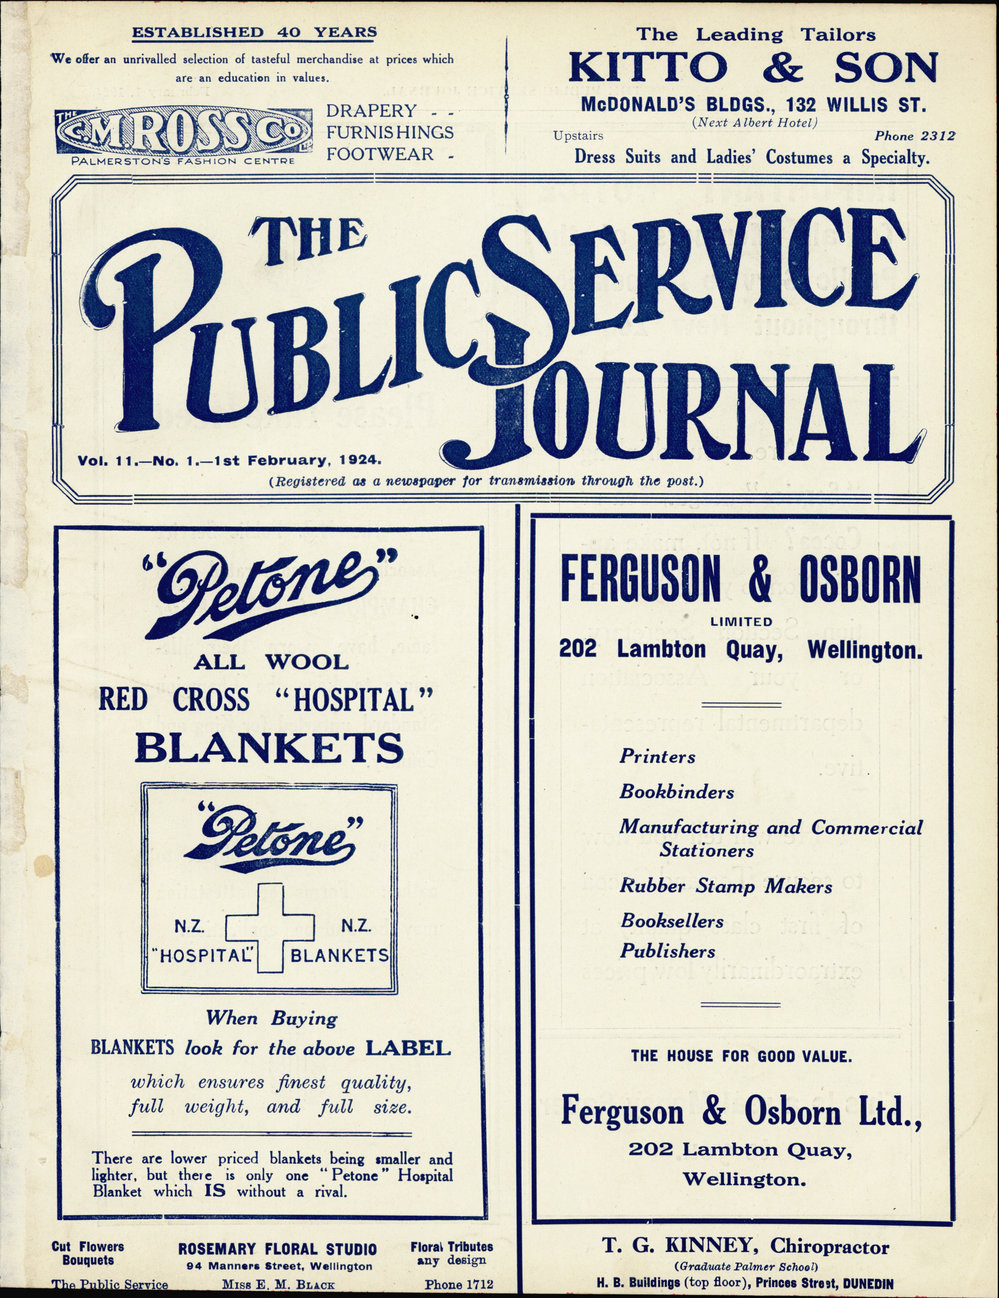 ESTABLISHED 40 YEARS
We offer an unrivalled selection of tasteful merchandise at prices which
are an education in values.
THE C.M. ROSS CO. LTD
PALMERSTON'S FASHION CENTRE
DRAPERY - -
FURNISHINGS
FOOTWEAR -
The Leading Tailors
KITTO & SON
McDONALD'S BLDGS., 132 WILLIS ST.
(Next Albert Hotel)
Upstairs Phone 2312
Dress Suits and Ladies' Costumes a Specialty.
THE
PUBLIC SERVICE
JOURNAL
Vol. 11.—No. 1.—1st February, 1924.
(Registered as a newspaper for transmission through the post.)
"Petone"
ALL WOOL
RED CROSS "HOSPITAL"
BLANKETS
"Petone"
N.Z. N.Z.
"HOSPITAL" BLANKETS
When Buying
BLANKETS look for the above LABEL
which ensures finest quality,
full weight, and full size.
There are lower priced blankets being smaller and
lighter, but there is only one "Petone" Hospital
Blanket which IS without a rival.
FERGUSON & OSBORN
LIMITED
202 Lambton Quay, Wellington.
Printers
Bookbinders
Manufacturing and Commercial
Stationers
Rubber Stamp Makers
Booksellers
Publishers
THE HOUSE FOR GOOD VALUE.
Ferguson & Osborn Ltd.,
202 Lambton Quay,
Wellington.
Cut Flowers
Bouquets
ROSEMARY FLORAL STUDIO
94 Manners Street, Wellington
Floral Tributes
any design
The Public Service MISS E. M. BLACK Phone 1712
T. G. KINNEY, Chiropractor
(Graduate Palmer School)
H. B. Buildings (top floor), Princes Street, DUNEDIN